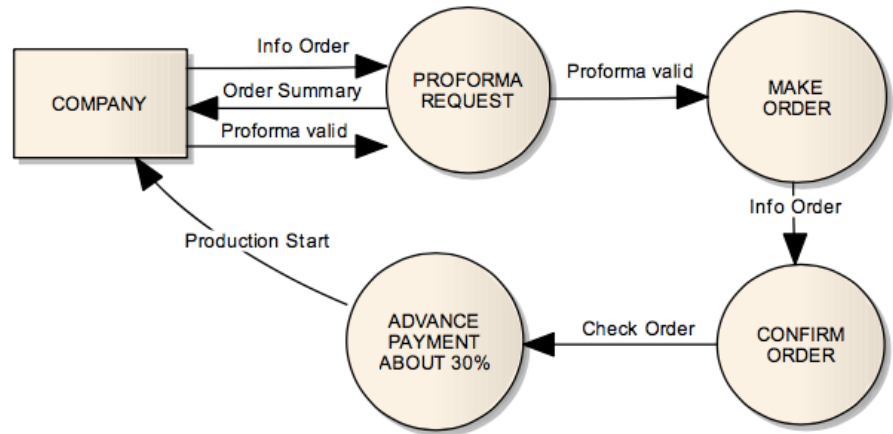 Info Order
PROFORMA
REQUEST
Proforma valid
MAKE
ORDER
COMPANY
Order Summary
Proforma valid
Info Order
Production Start
ADVANCE
PAYMENT
ABOUT 30%
Check Order
CONFIRM
ORDER